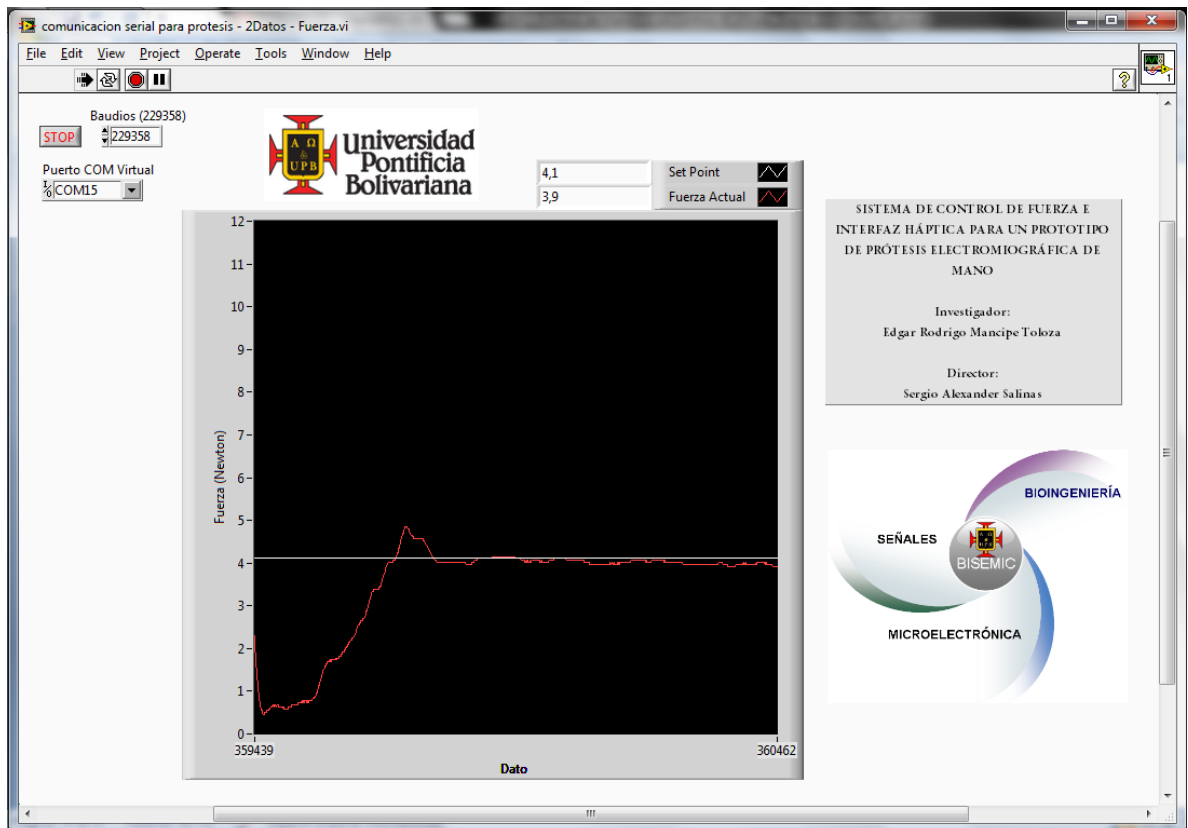 comunicacion serial para protesis - 2Datos - Fuerza.vi
File Edit View Project Operate Tools Window Help
1
Baudios (229358)
STOP
229358
Puerto COM Virtual
COM15
Α Ω
&
UPB
Universidad
Pontificia
Bolivariana
4,1
Set Point
3,9
Fuerza Actual
12
11
10
9
8
7
6
5
4
3
2
1
0
Fuerza (Newton)
359439
360462
Dato
SISTEMA DE CONTROL DE FUERZA E
INTERFAZ HÁPTICA PARA UN PROTOTIPO
DE PRÓTESIS ELECTROMIOGRÁFICA DE
MANO
Investigador:
Edgar Rodrigo Mancipe Toloza
Director:
Sergio Alexander Salinas
BIOINGENIERÍA
SEÑALES
BISEMIC
MICROELECTRÓNICA